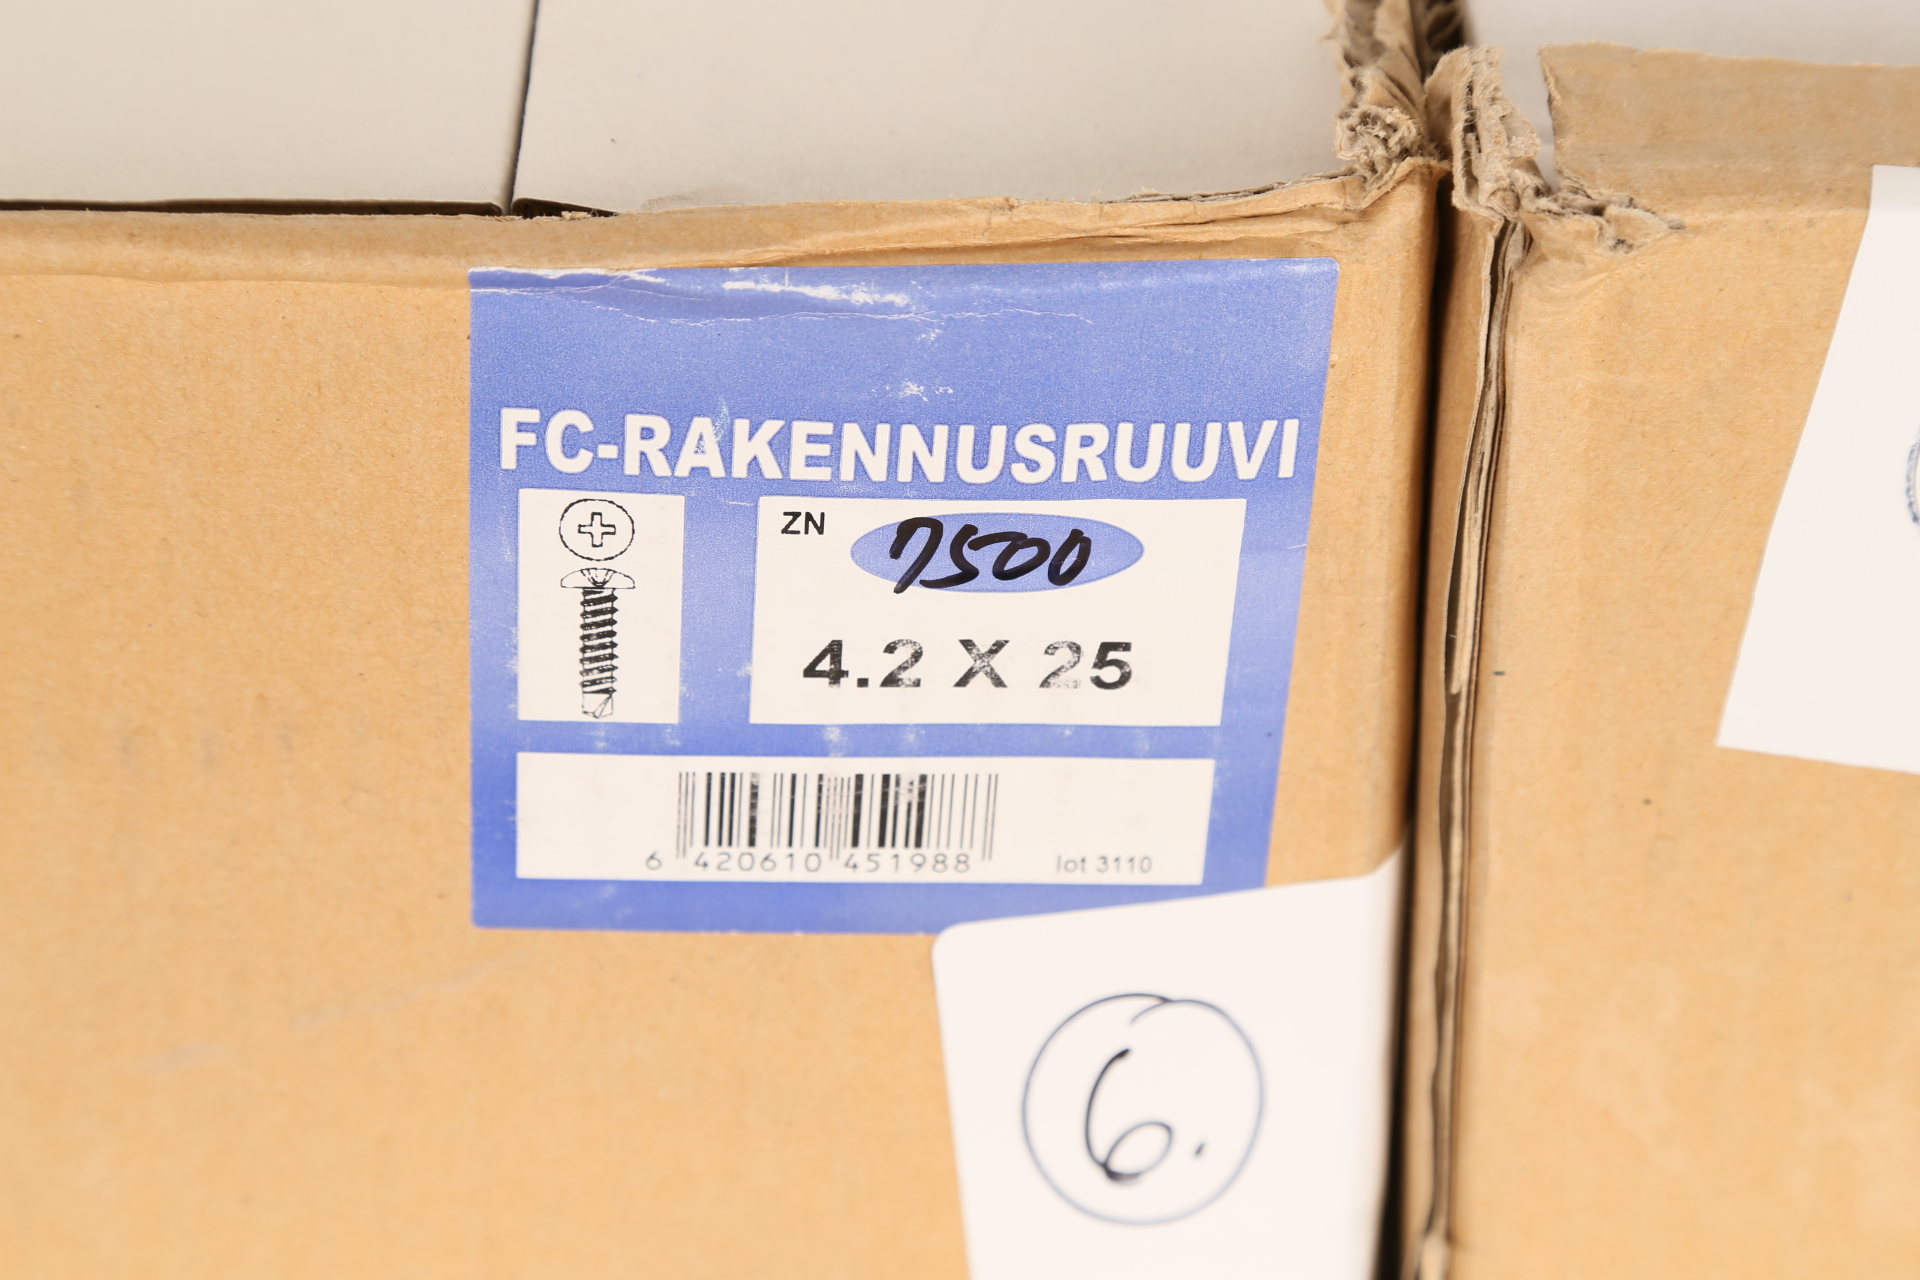 FC-RAKENNUSRUUVI
ZN 7500
4.2 X 25
6 420610 451988 lot 3110
6.